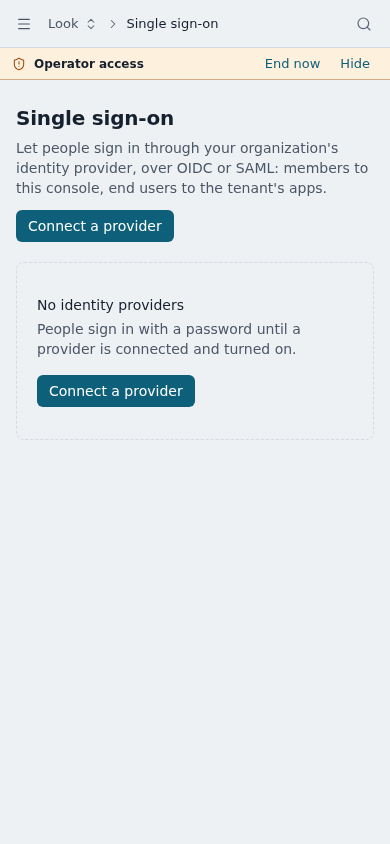 Look
Single sign-on
Operator access
End now
Hide
Single sign-on
Let people sign in through your organization's
identity provider, over OIDC or SAML: members to
this console, end users to the tenant's apps.
Connect a provider
No identity providers
People sign in with a password until a
provider is connected and turned on.
Connect a provider